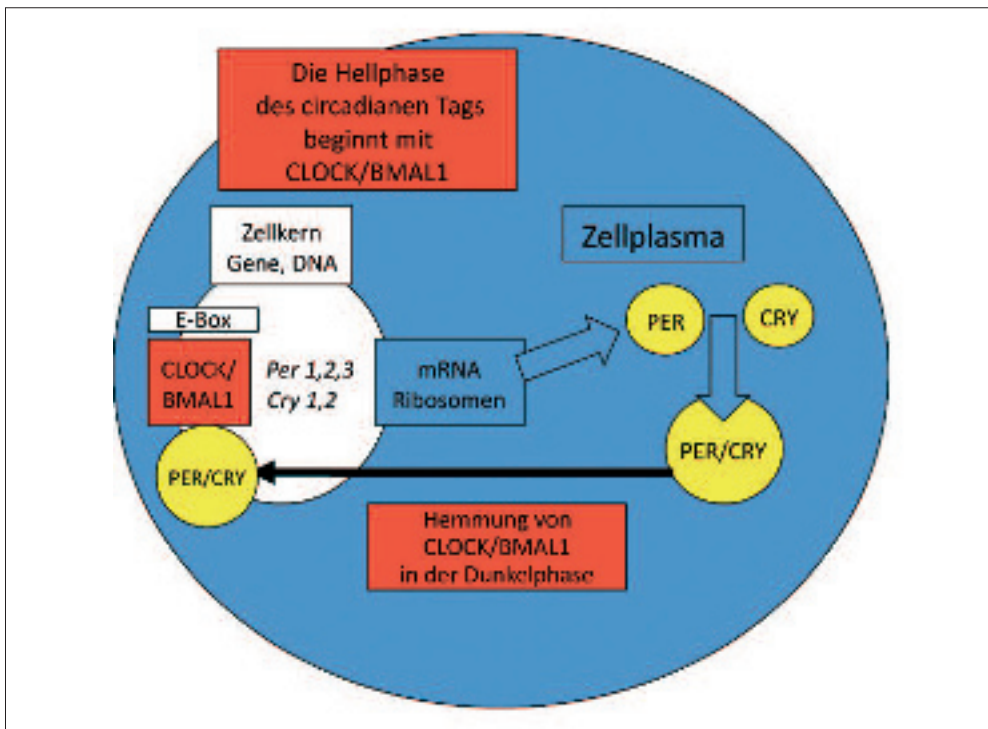 Die Hellphase
des circadianen Tags
beginnt mit
CLOCK/BMAL1
Zellkern
Gene, DNA
Zellplasma
E-Box
CLOCK/
BMAL1
Per 1,2,3
Cry 1,2
mRNA
Ribosomen
PER
CRY
PER/CRY
PER/CRY
Hemmung von
CLOCK/BMAL1
in der Dunkelphase